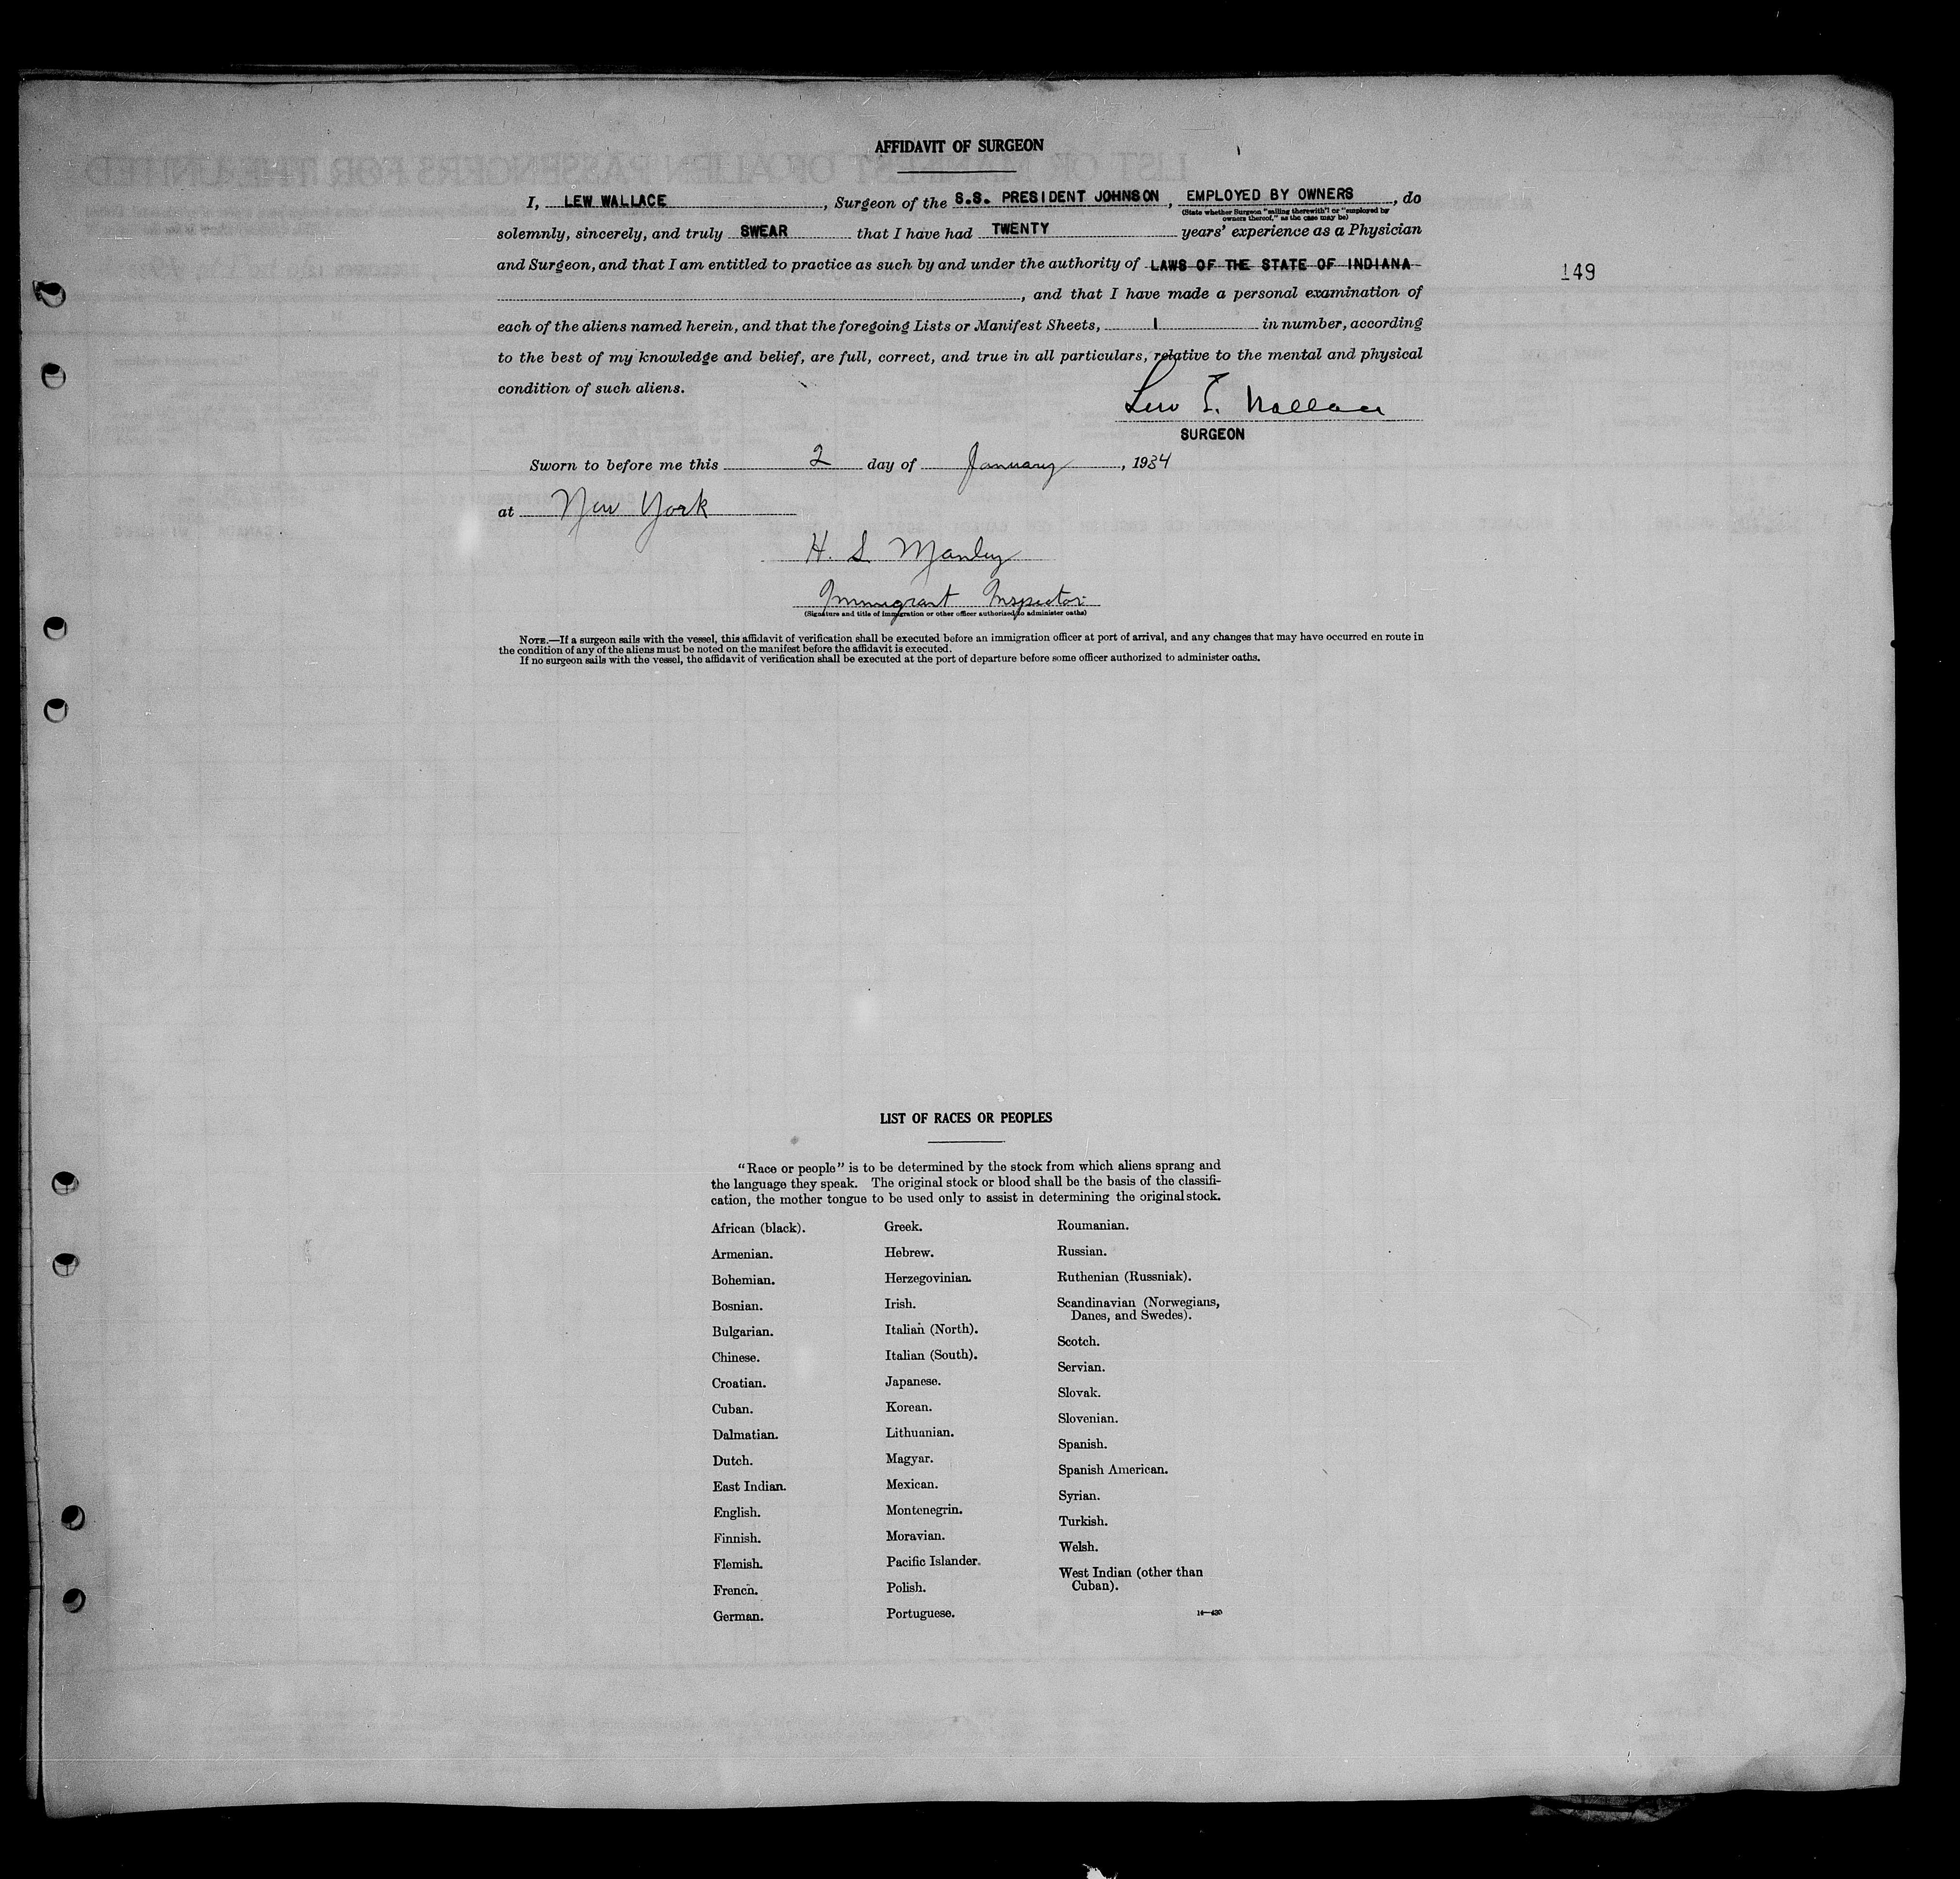 AFFIDAVIT OF SURGEON
I, LEW WALLACE, Surgeon of the S.S. PRESIDENT JOHNSON, EMPLOYED BY OWNERS, do
(State whether Surgeon "sailing therewith" or "employed by
owners thereof," as the case may be)
solemnly, sincerely, and truly SWEAR that I have had TWENTY years' experience as a Physician
and Surgeon, and that I am entitled to practice as such by and under the authority of LAWS OF THE STATE OF INDIANA
149
, and that I have made a personal examination of
each of the aliens named herein, and that the foregoing Lists or Manifest Sheets, 1 in number, according
to the best of my knowledge and belief, are full, correct, and true in all particulars, relative to the mental and physical
condition of such aliens.
Lew E. Wallace
SURGEON
Sworn to before me this 2 day of January, 1934
at New York
H. S. Manley
Immigrant Inspector.
(Signature and title of immigration or other officer authorized to administer oaths)
NOTE.—If a surgeon sails with the vessel, this affidavit of verification shall be executed before an immigration officer at port of arrival, and any changes that may have occurred en route in
the condition of any of the aliens must be noted on the manifest before the affidavit is executed.
If no surgeon sails with the vessel, the affidavit of verification shall be executed at the port of departure before some officer authorized to administer oaths.
LIST OF RACES OR PEOPLES
"Race or people" is to be determined by the stock from which aliens sprang and
the language they speak. The original stock or blood shall be the basis of the classifi-
cation, the mother tongue to be used only to assist in determining the original stock.
African (black).
Armenian.
Bohemian.
Bosnian.
Bulgarian.
Chinese.
Croatian.
Cuban.
Dalmatian.
Dutch.
East Indian.
English.
Finnish.
Flemish.
French.
German.
Greek.
Hebrew.
Herzegovinian.
Irish.
Italian (North).
Italian (South).
Japanese.
Korean.
Lithuanian.
Magyar.
Mexican.
Montenegrin.
Moravian.
Pacific Islander.
Polish.
Portuguese.
Roumanian.
Russian.
Ruthenian (Russniak).
Scandinavian (Norwegians,
Danes, and Swedes).
Scotch.
Servian.
Slovak.
Slovenian.
Spanish.
Spanish American.
Syrian.
Turkish.
Welsh.
West Indian (other than
Cuban).
14—430